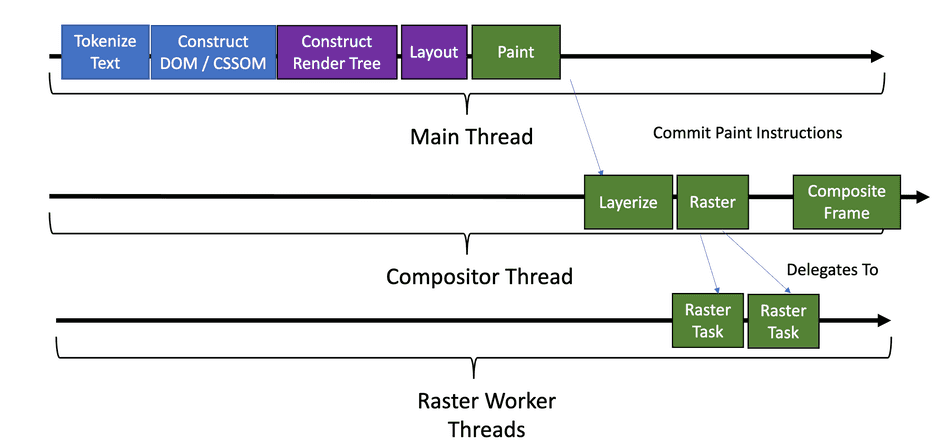 Tokenize
Text
Construct
DOM / CSSOM
Construct
Render Tree
Layout
Paint
Main Thread
Commit Paint Instructions
Layerize
Raster
Composite
Frame
Compositor Thread
Delegates To
Raster
Task
Raster
Task
Raster Worker
Threads